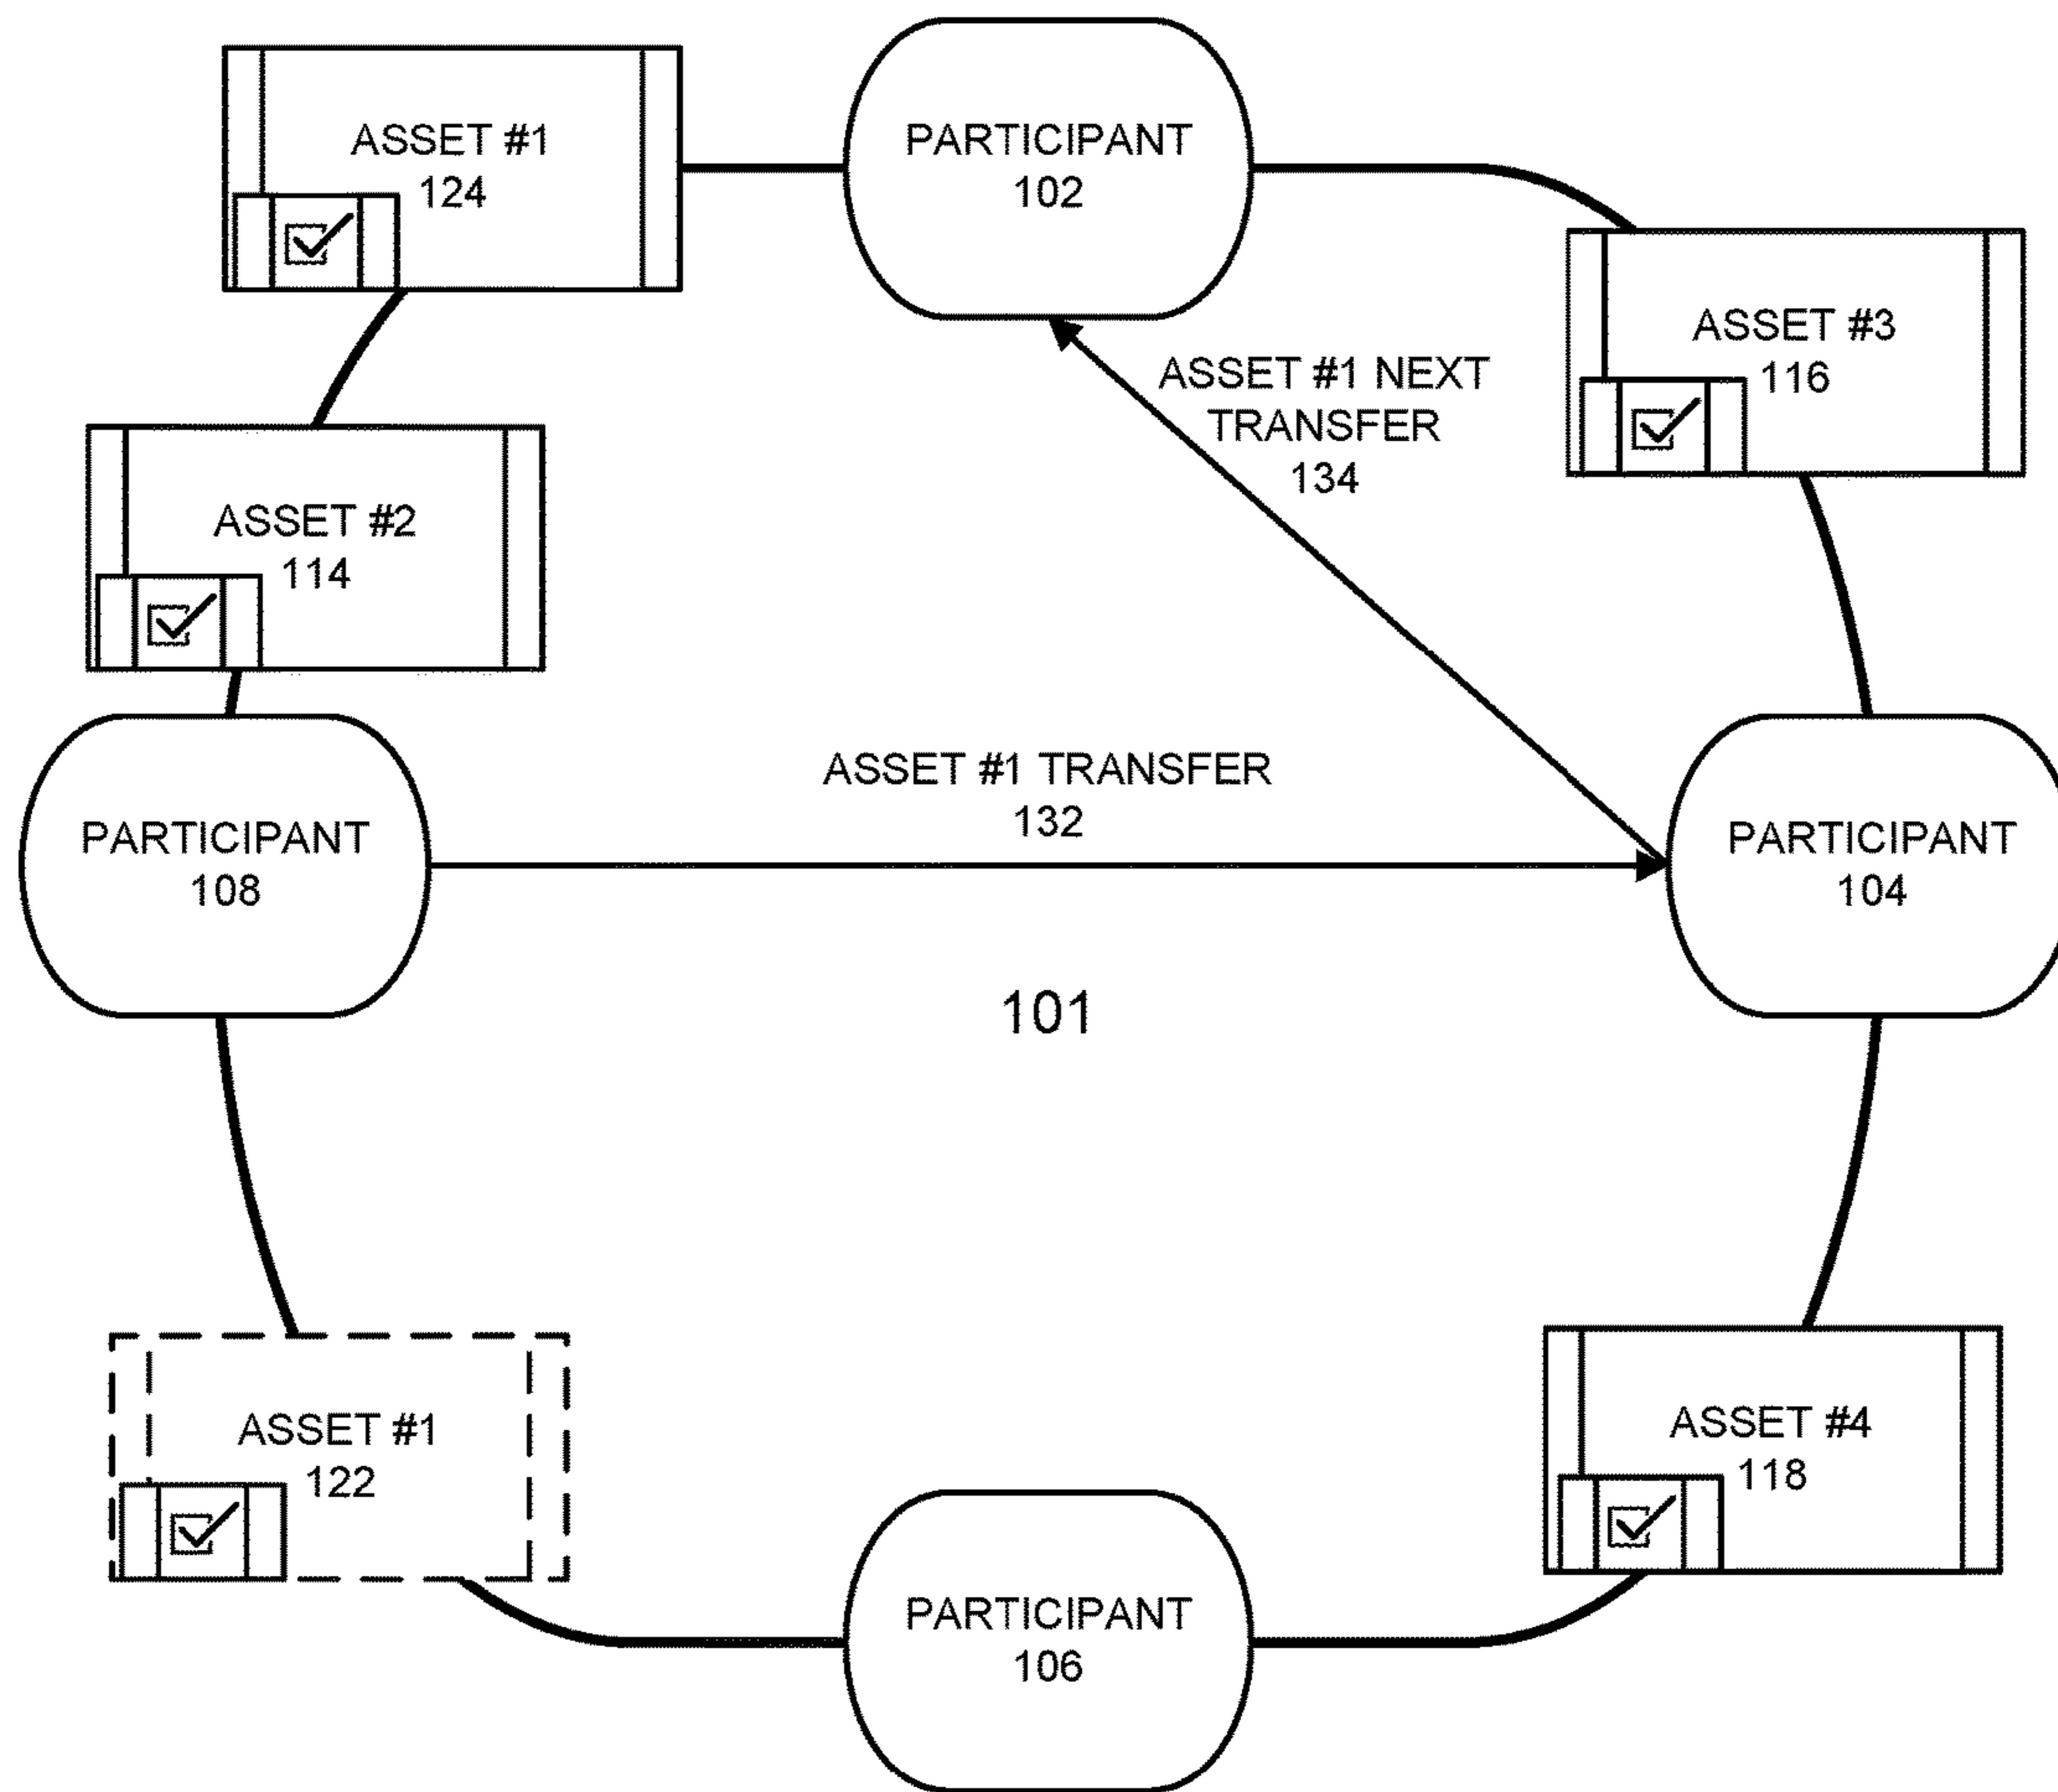 ASSET #1
124
PARTICIPANT
102
ASSET #3
116
ASSET #1 NEXT
TRANSFER
134
ASSET #2
114
ASSET #1 TRANSFER
132
PARTICIPANT
108
PARTICIPANT
104
101
ASSET #1
122
ASSET #4
118
PARTICIPANT
106